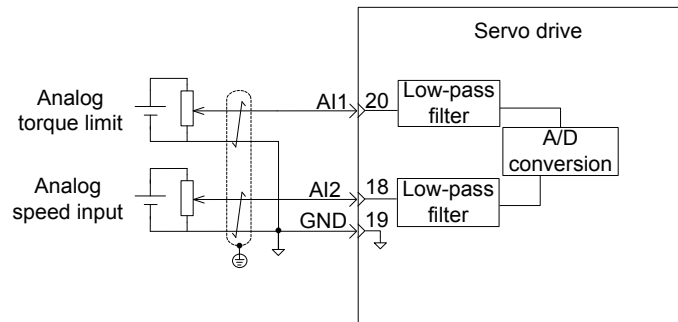 Servo drive
Analog
torque limit
AI1
20
Low-pass
filter
A/D
conversion
Analog
speed input
AI2
18
Low-pass
filter
GND
19